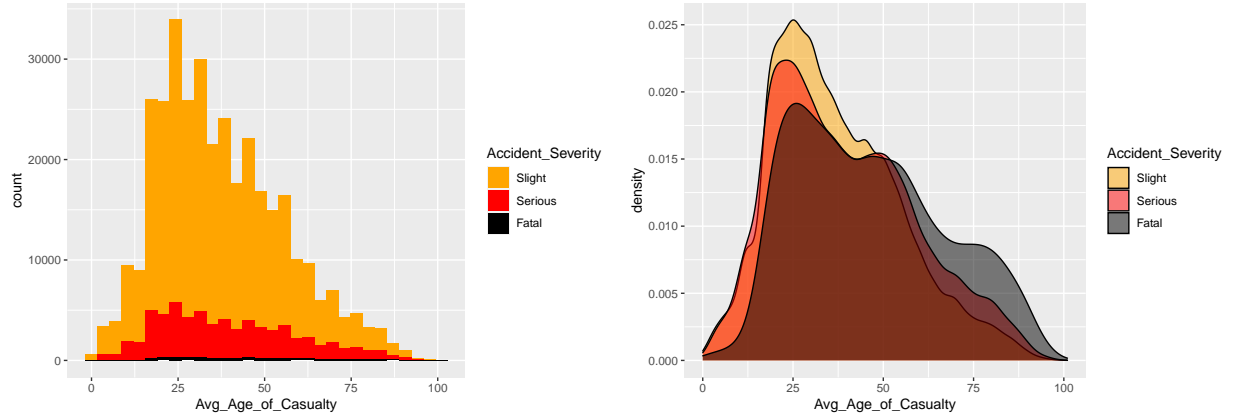 30000
20000
10000
0
count
0
25
50
75
100
Avg_Age_of_Casualty
Accident_Severity
Slight
Serious
Fatal
0.025
0.020
0.015
0.010
0.005
0.000
density
0
25
50
75
100
Avg_Age_of_Casualty
Accident_Severity
Slight
Serious
Fatal